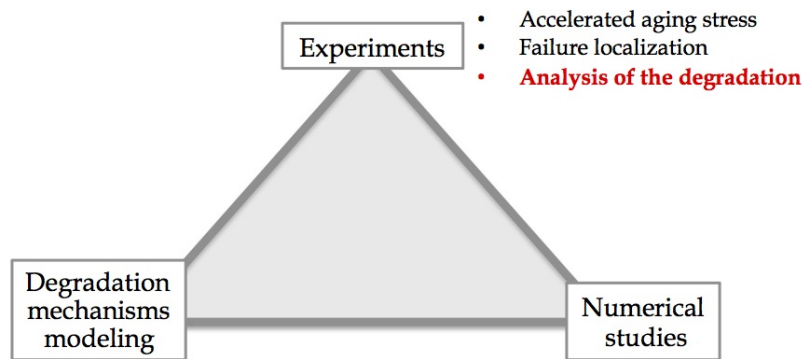 Experiments
• Accelerated aging stress
• Failure localization
• Analysis of the degradation
Degradation
mechanisms
modeling
Numerical
studies